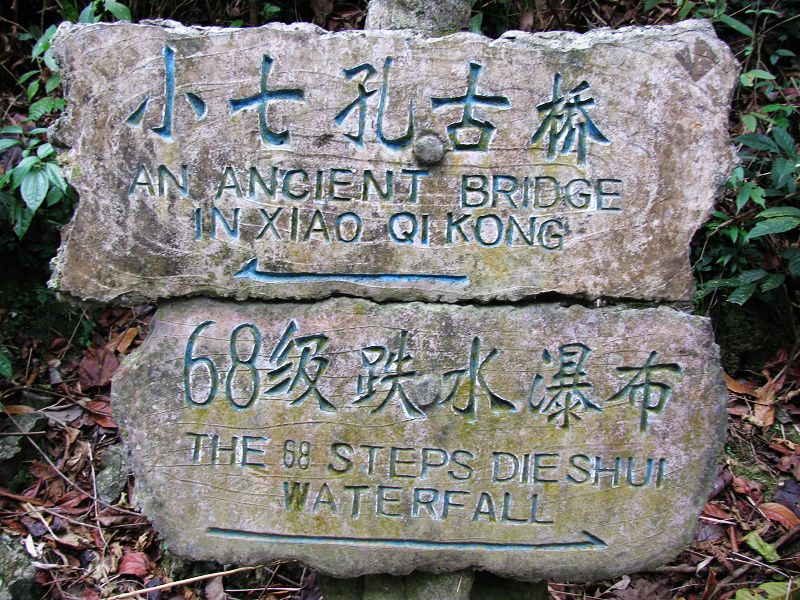 小七孔古桥
AN ANCIENT BRIDGE
IN XIAO QI KONG
68级跌水瀑布
THE 68 STEPS DIESHUI
WATERFALL